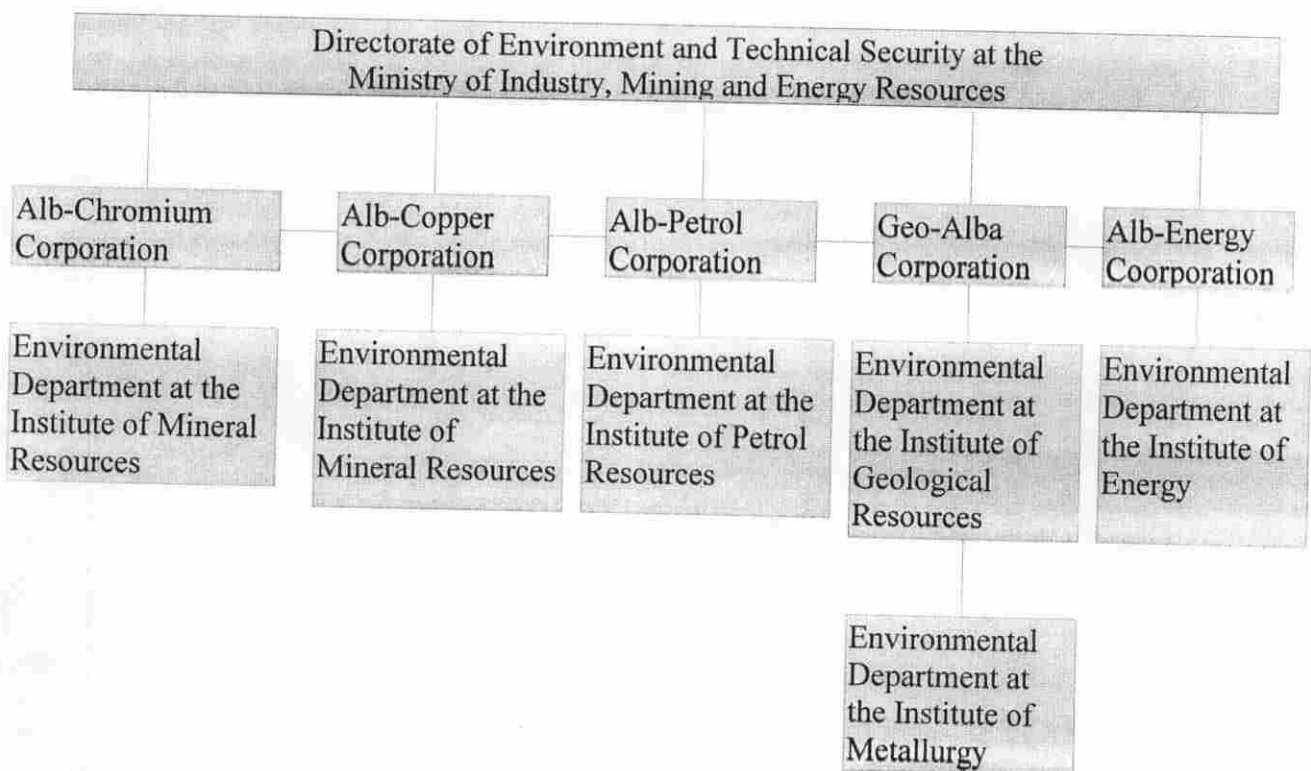 Directorate of Environment and Technical Security at the
Ministry of Industry, Mining and Energy Resources
Alb-Chromium
Corporation
Alb-Copper
Corporation
Alb-Petrol
Corporation
Geo-Alba
Corporation
Alb-Energy
Coorporation
Environmental
Department at the
Institute of Mineral
Resources
Environmental
Department at the
Institute of
Mineral Resources
Environmental
Department at the
Institute of Petrol
Resources
Environmental
Department at
the Institute of
Geological
Resources
Environmental
Department at
the Institute of
Energy
Environmental
Department at
the Institute of
Metallurgy